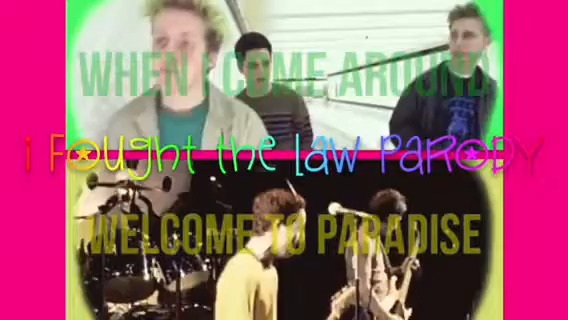 WHEN I COME AROUND
i Fought the Law PARODY
WELCOME TO PARADISE